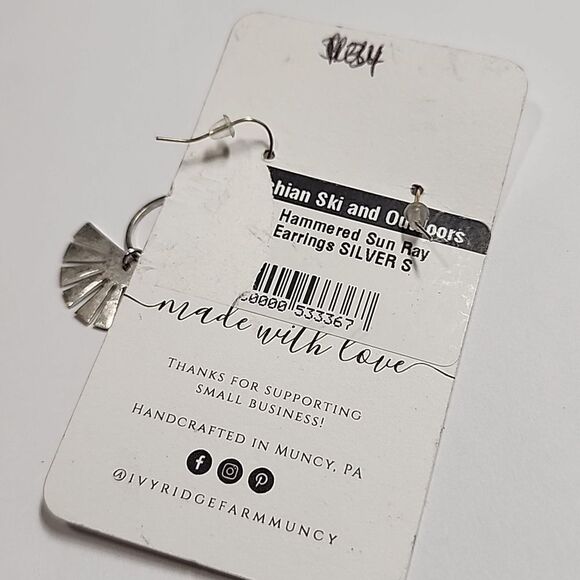 hian Ski and Outdoors
Hammered Sun Ray
Earrings SILVER S
0000 533367
made with love
THANKS FOR SUPPORTING
SMALL BUSINESS!
HANDCRAFTED IN MUNCY, PA
@IVYRIDGEFARMMUNCY